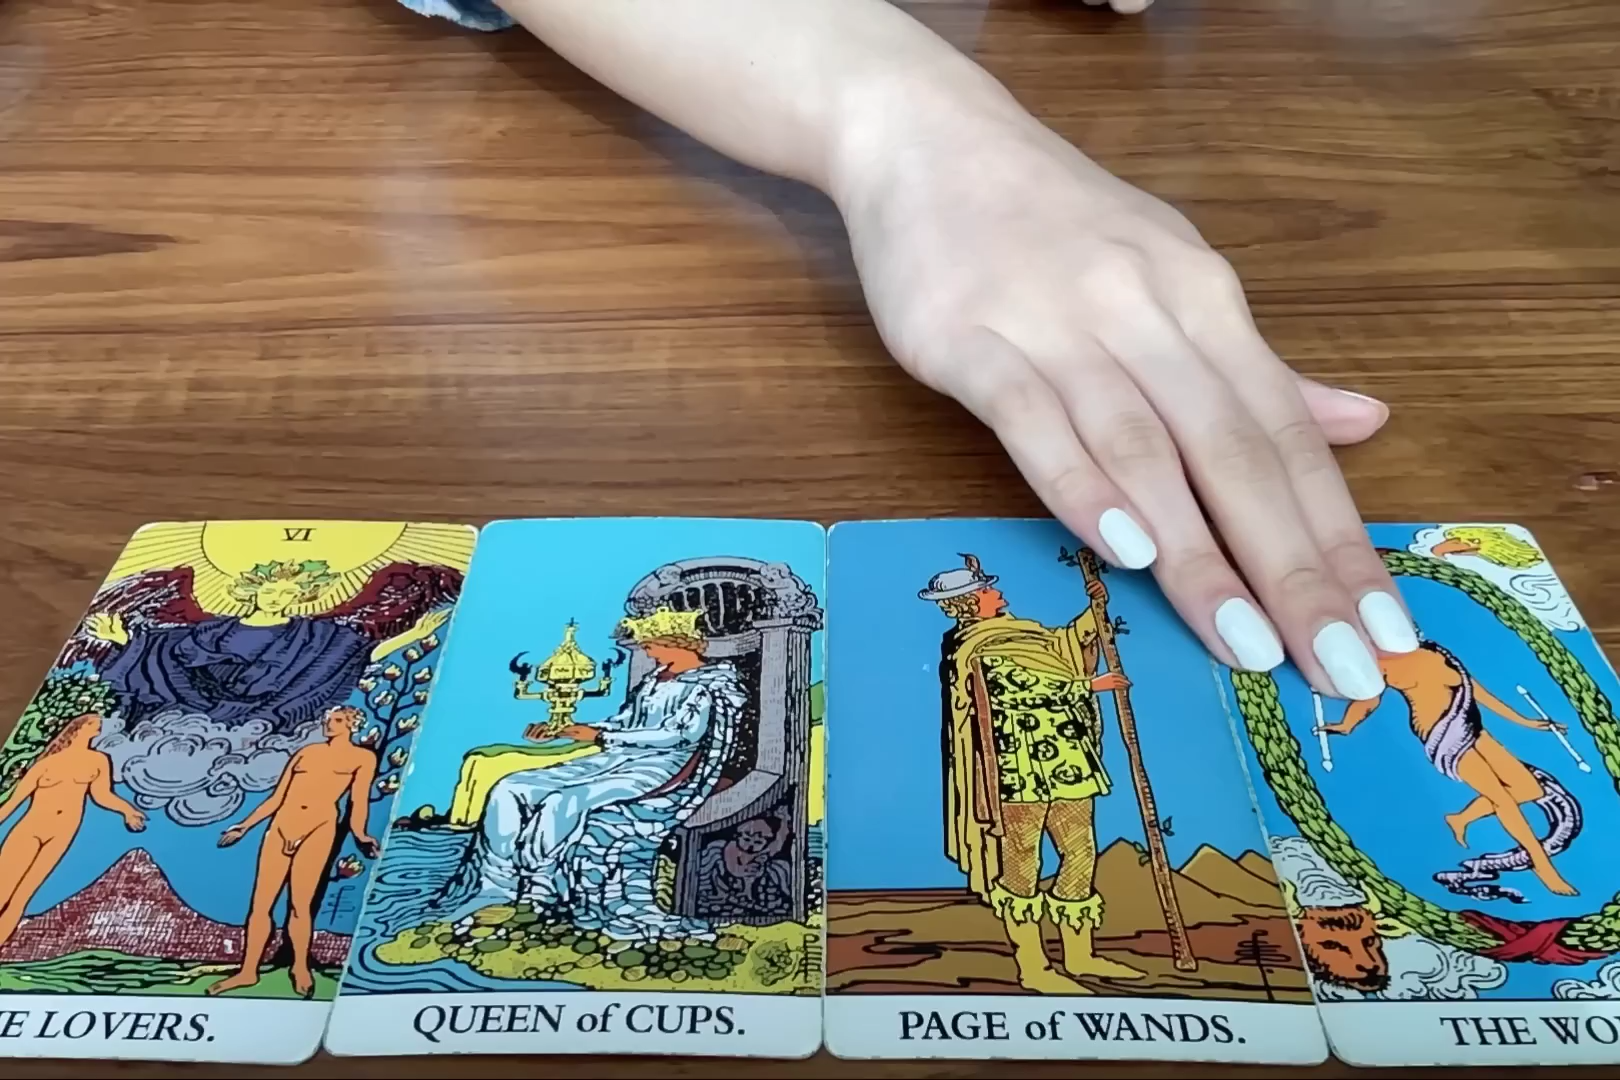 VI
E LOVERS.
QUEEN of CUPS.
PAGE of WANDS.
THE WO